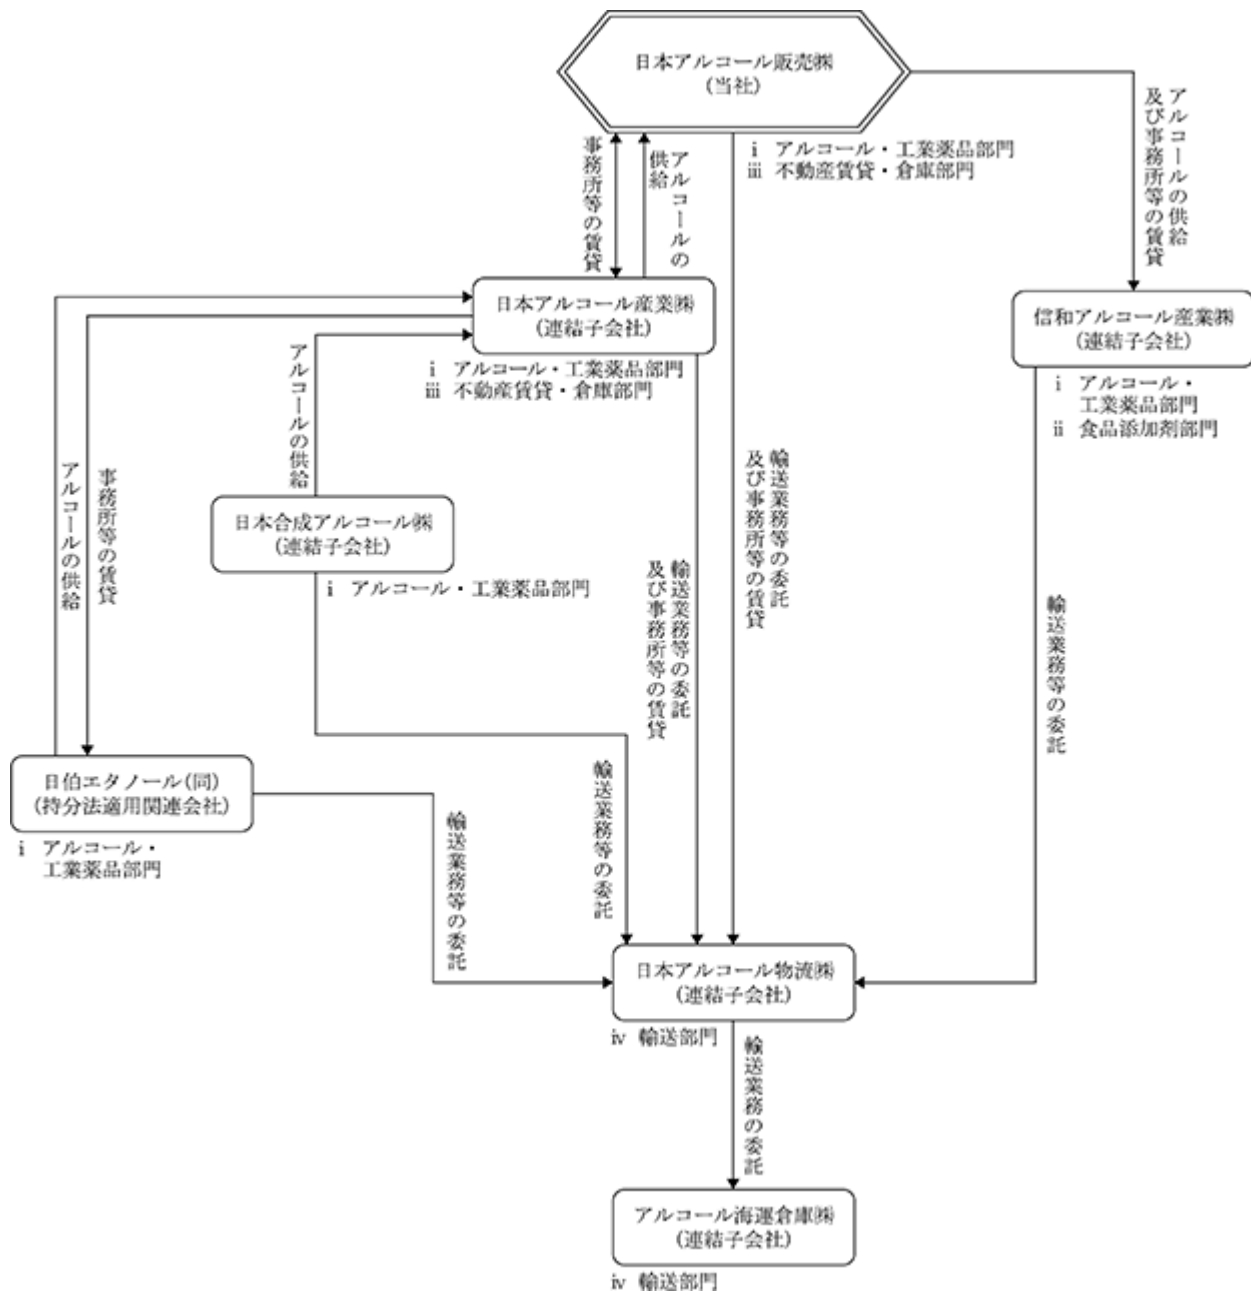 日本アルコール販売㈱
(当社)
アルコールの供給
及び事務所等の賃貸
事務所等の賃貸
アルコールの
供給
ⅰ アルコール・工業薬品部門
ⅲ 不動産賃貸・倉庫部門
日本アルコール産業㈱
(連結子会社)
信和アルコール産業㈱
(連結子会社)
ⅰ アルコール・工業薬品部門
ⅲ 不動産賃貸・倉庫部門
ⅰ アルコール・
工業薬品部門
ⅱ 食品添加剤部門
アルコールの供給
アルコールの供給
事務所等の賃貸
日本合成アルコール㈱
(連結子会社)
ⅰ アルコール・工業薬品部門
輸送業務等の委託
及び事務所等の賃貸
輸送業務等の委託
及び事務所等の賃貸
輸送業務等の委託
日伯エタノール(同)
(持分法適用関連会社)
ⅰ アルコール・
工業薬品部門
輸送業務等の委託
輸送業務等の委託
日本アルコール物流㈱
(連結子会社)
ⅳ 輸送部門
輸送業務の委託
アルコール海運倉庫㈱
(連結子会社)
ⅳ 輸送部門